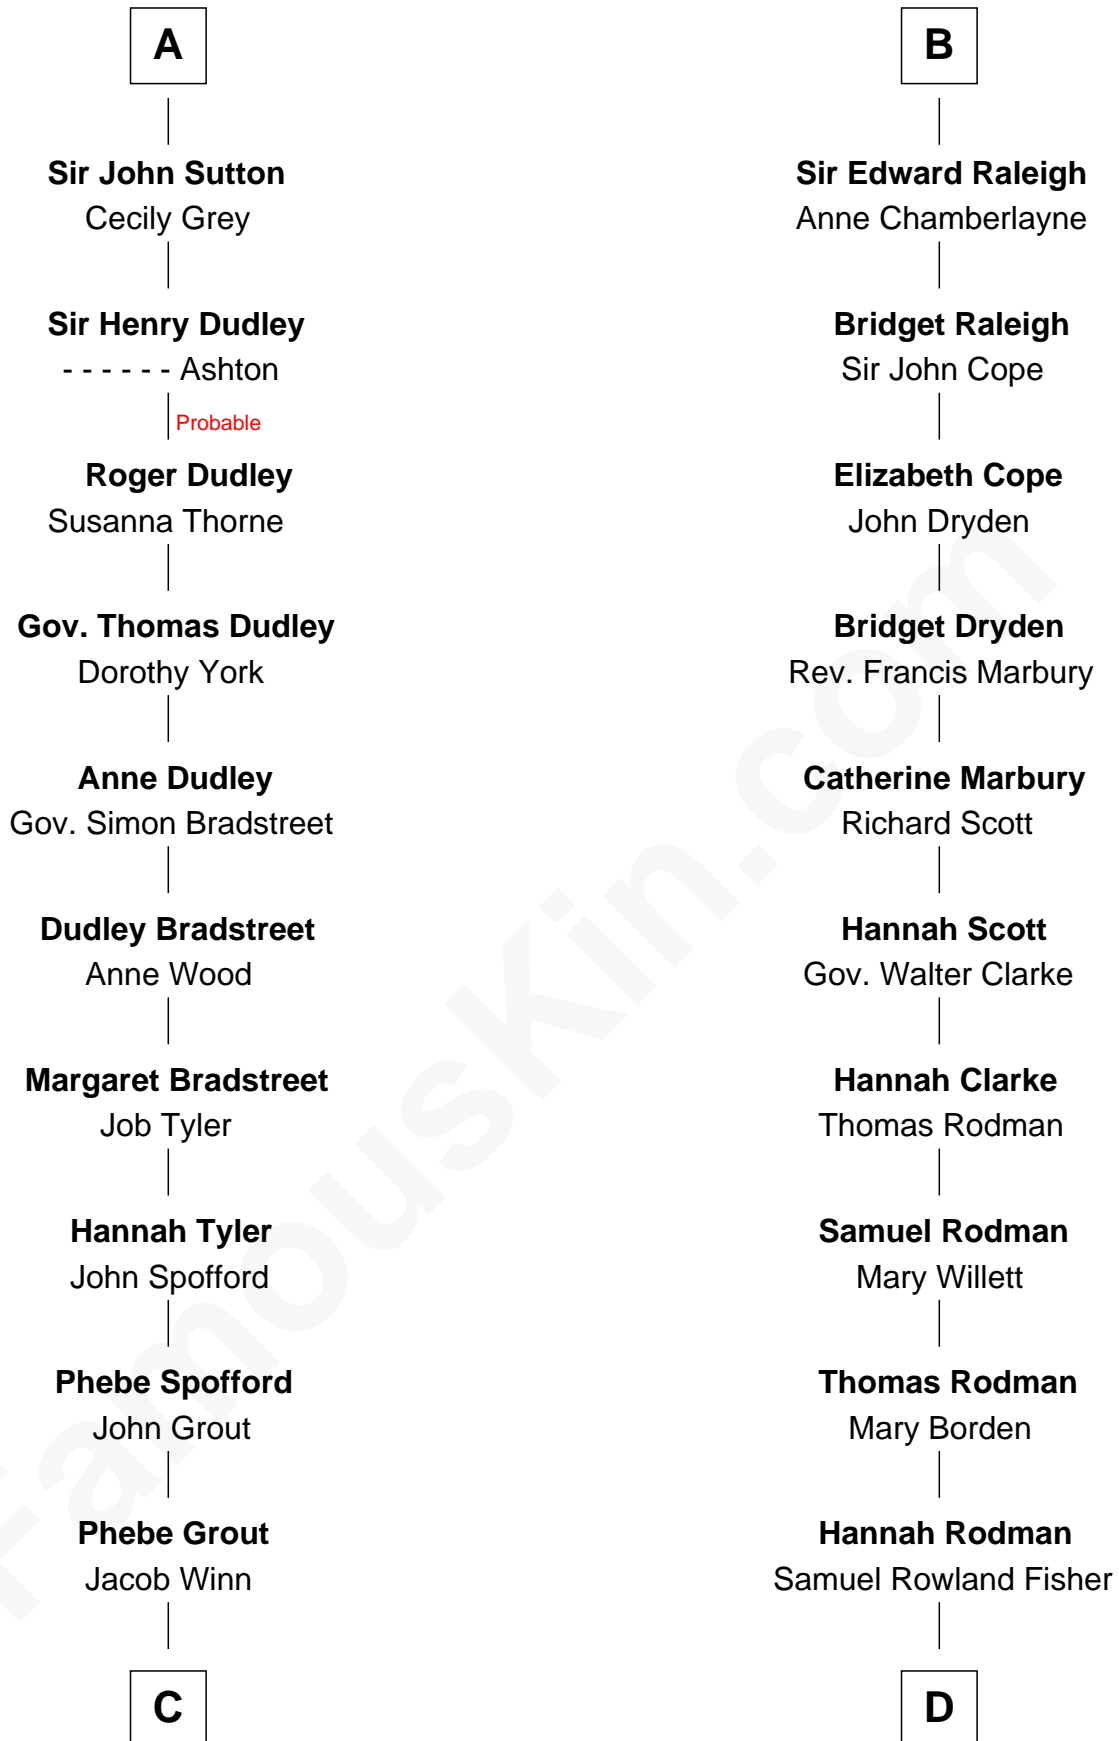 A
Sir John Sutton
Cecily Grey
Sir Henry Dudley
- - - - - - Ashton
Probable
Roger Dudley
Susanna Thorne
Gov. Thomas Dudley
Dorothy York
Anne Dudley
Gov. Simon Bradstreet
Dudley Bradstreet
Anne Wood
Margaret Bradstreet
Job Tyler
Hannah Tyler
John Spofford
Phebe Spofford
John Grout
Phebe Grout
Jacob Winn
C
B
Sir Edward Raleigh
Anne Chamberlayne
Bridget Raleigh
Sir John Cope
Elizabeth Cope
John Dryden
Bridget Dryden
Rev. Francis Marbury
Catherine Marbury
Richard Scott
Hannah Scott
Gov. Walter Clarke
Hannah Clarke
Thomas Rodman
Samuel Rodman
Mary Willett
Thomas Rodman
Mary Borden
Hannah Rodman
Samuel Rowland Fisher
D
FamousKin.com